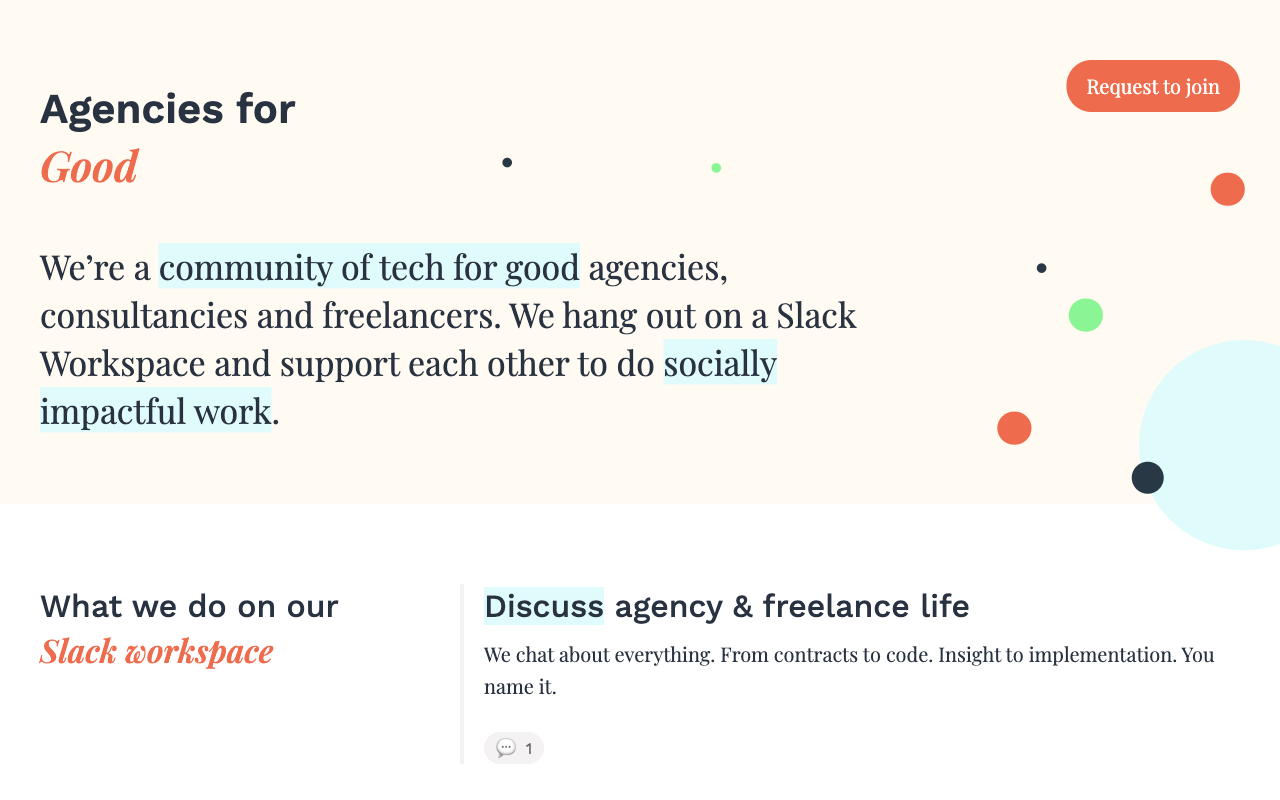 Request to join
Agencies for
Good
We’re a community of tech for good agencies,
consultancies and freelancers. We hang out on a Slack
Workspace and support each other to do socially
impactful work.
What we do on our
Slack workspace
Discuss agency & freelance life
We chat about everything. From contracts to code. Insight to implementation. You
name it.
💬 1